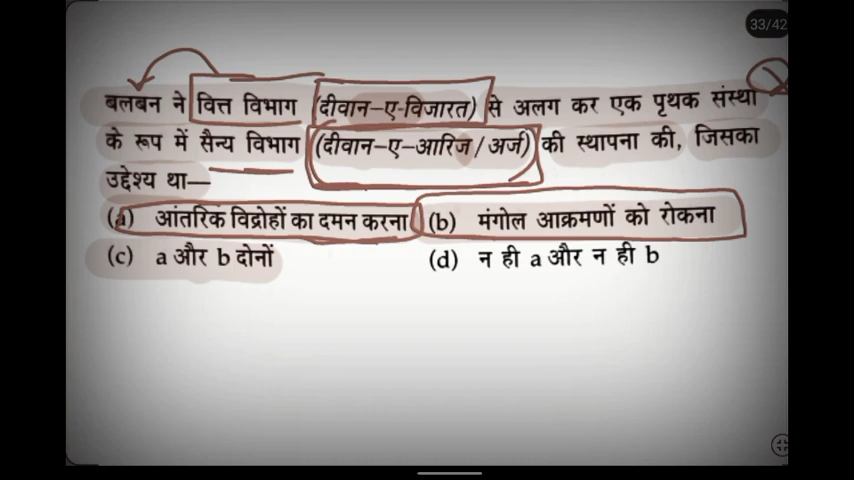 33/42
बलबन ने वित्त विभाग (दीवान-ए-विजारत) से अलग कर एक पृथक संस्था
के रूप में सैन्य विभाग (दीवान-ए-आरिज / अर्ज) की स्थापना की, जिसका
उद्देश्य था—
(a) आंतरिक विद्रोहों का दमन करना (b) मंगोल आक्रमणों को रोकना
(c) a और b दोनों (d) न ही a और न ही b